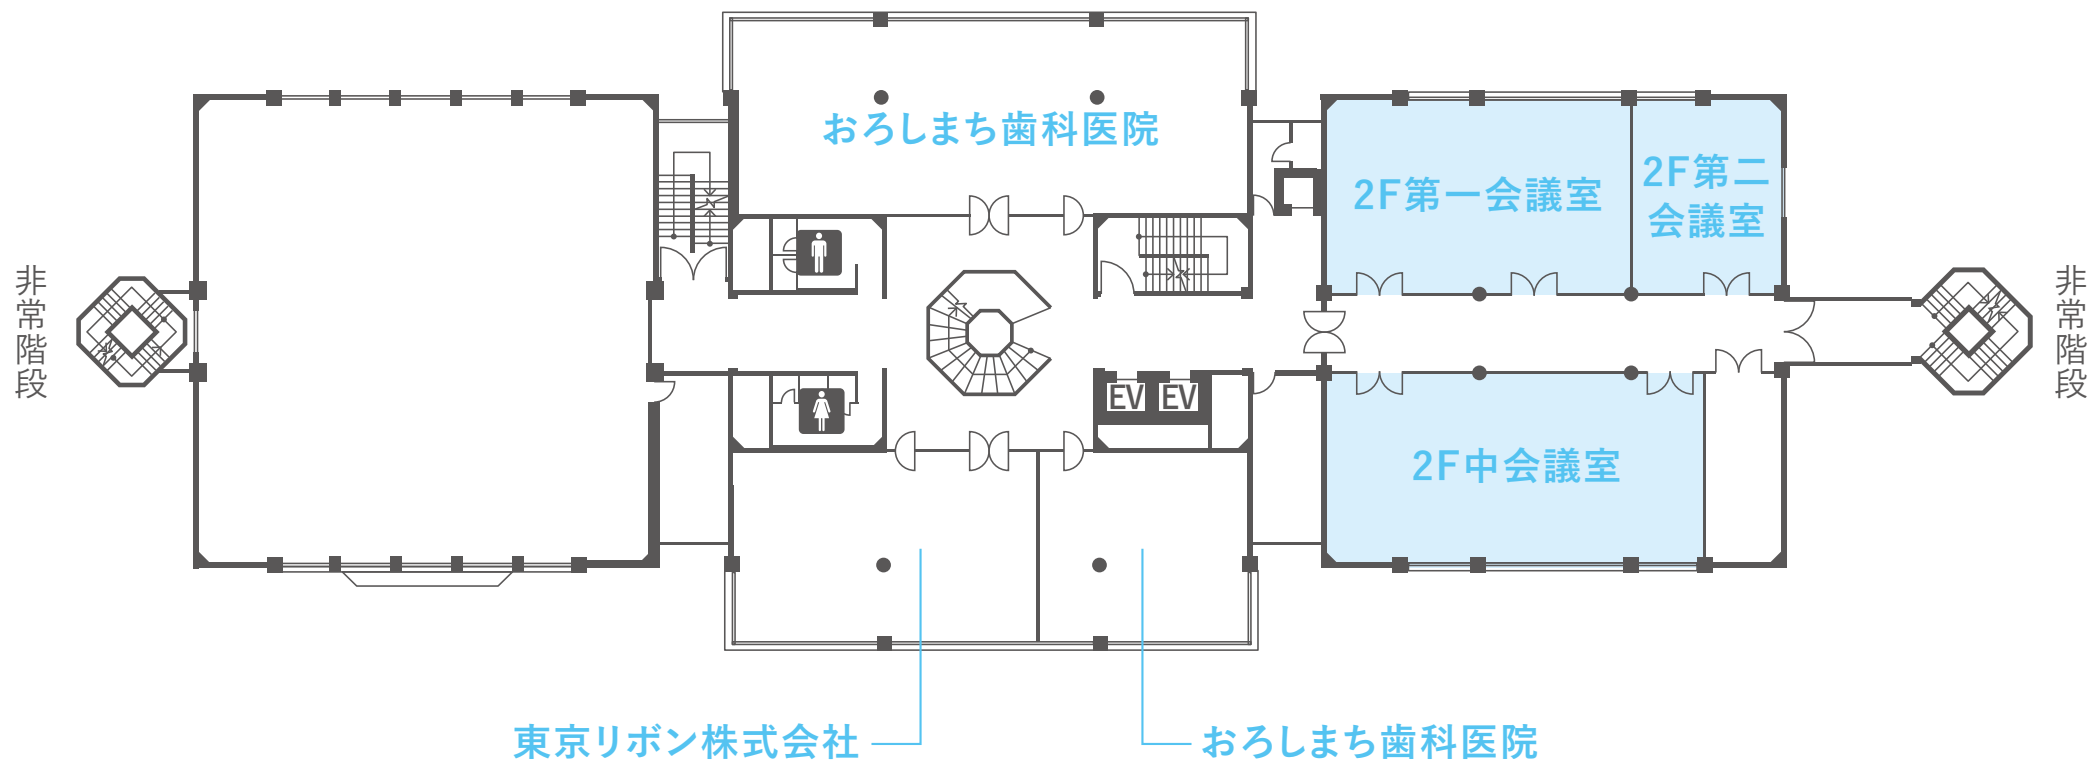 おろしまち歯科医院
2F第一会議室
2F第二
会議室
非常階段
非常階段
EV
EV
2F中会議室
東京リボン株式会社
おろしまち歯科医院